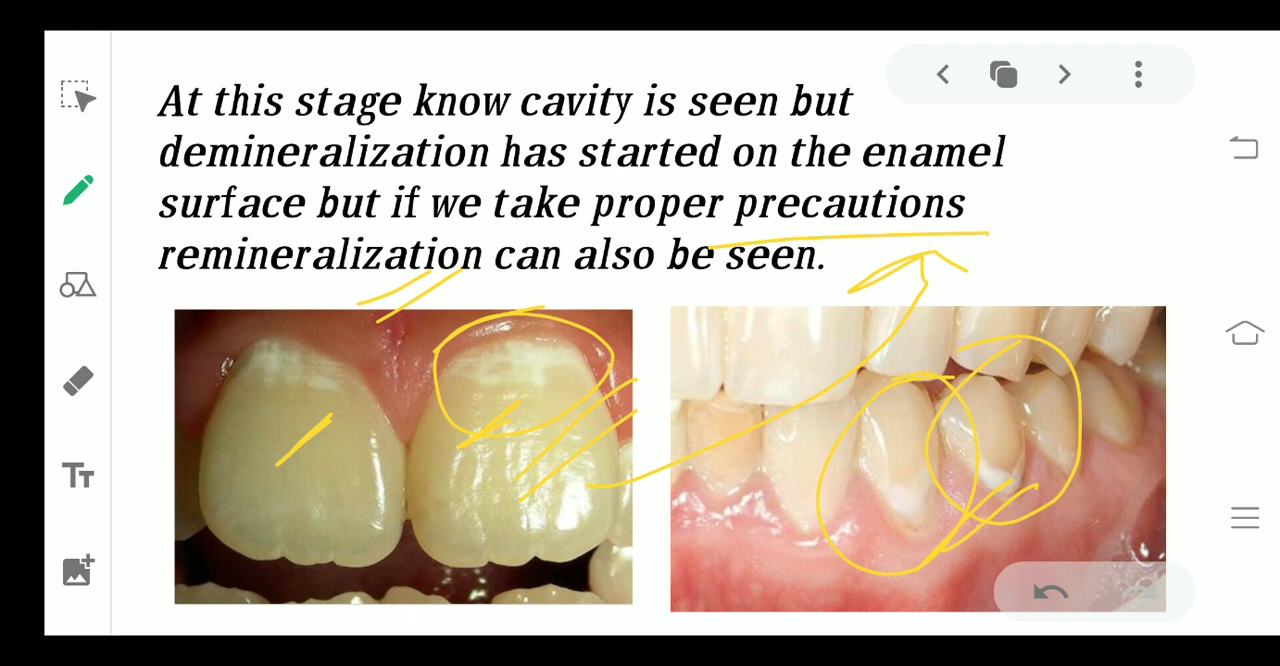 At this stage know cavity is seen but
demineralization has started on the enamel
surface but if we take proper precautions
remineralization can also be seen.
TT